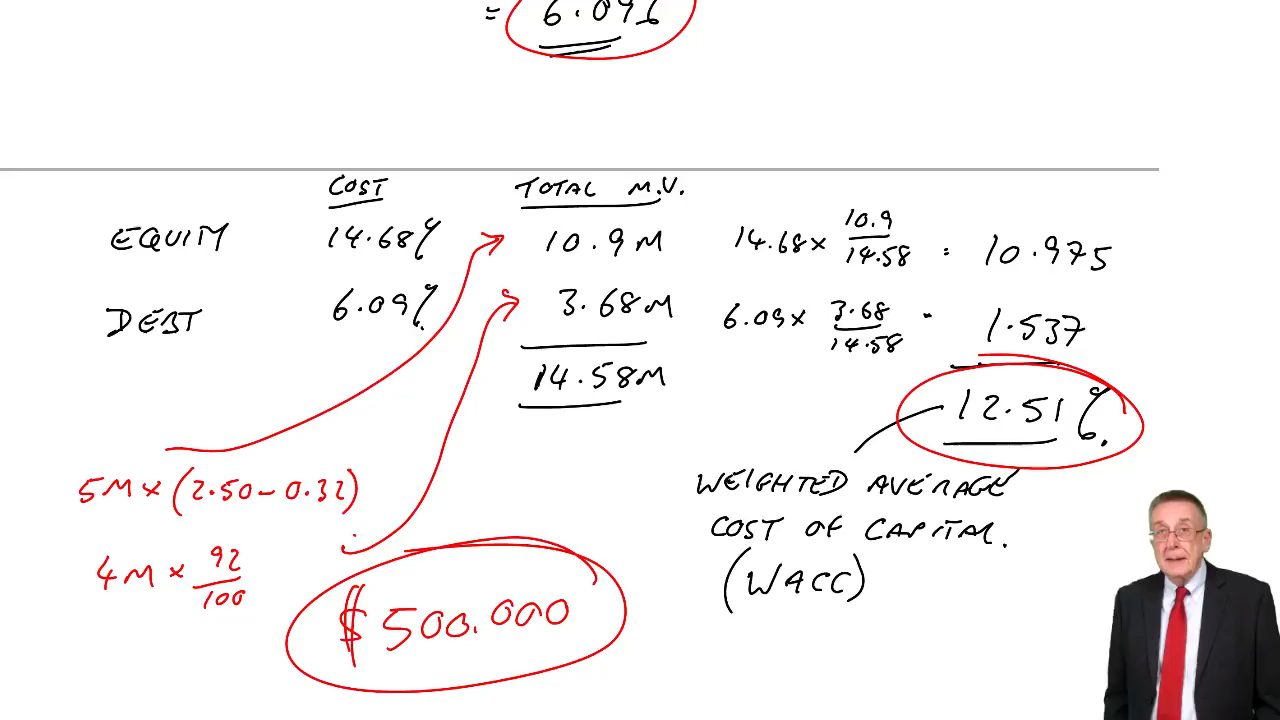 = 6.09%
COST TOTAL M.V.
EQUITY 14.68% 10.9M 14.68 × 10.9/14.58 = 10.975
DEBT 6.09% 3.68M 6.09 × 3.68/14.58 = 1.537
14.58M 12.51%
5M × (2.50 - 0.32)
WEIGHTED AVERAGE
COST OF CAPITAL.
(WACC)
4M × 92/100
$500.000